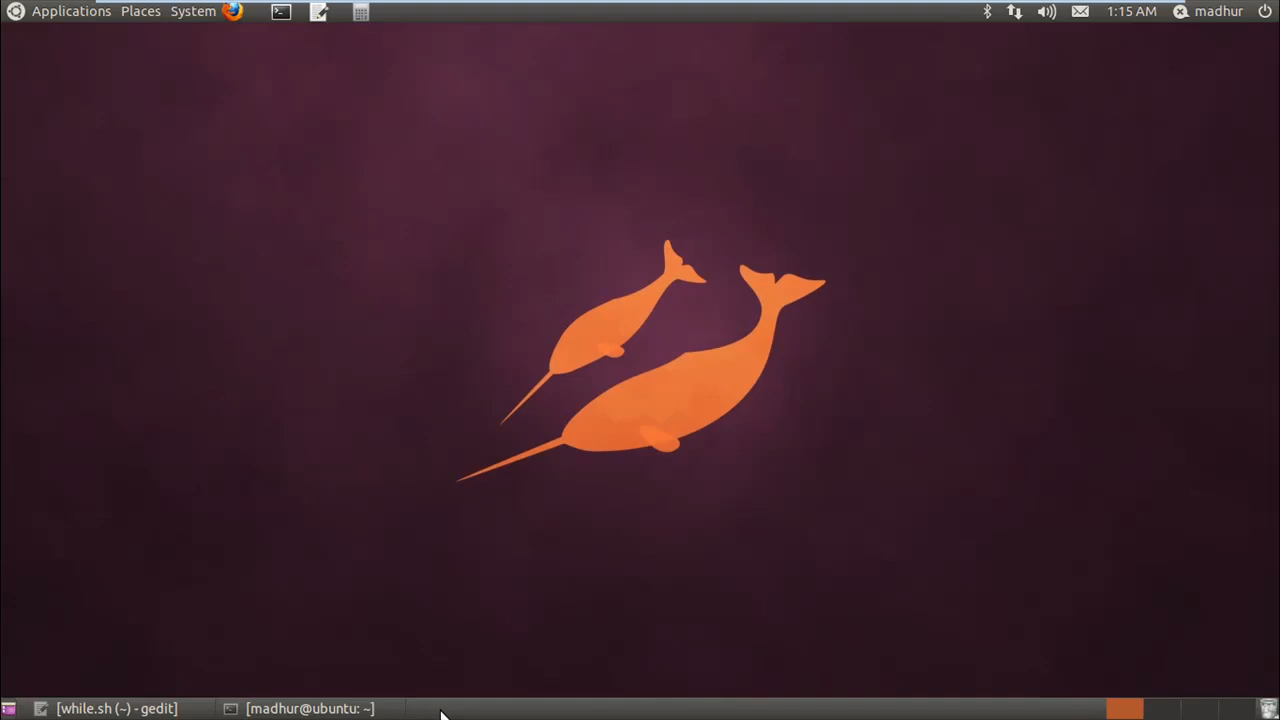 Applications Places System 1:15 AM madhur
[while.sh (~) - gedit] [madhur@ubuntu: ~]